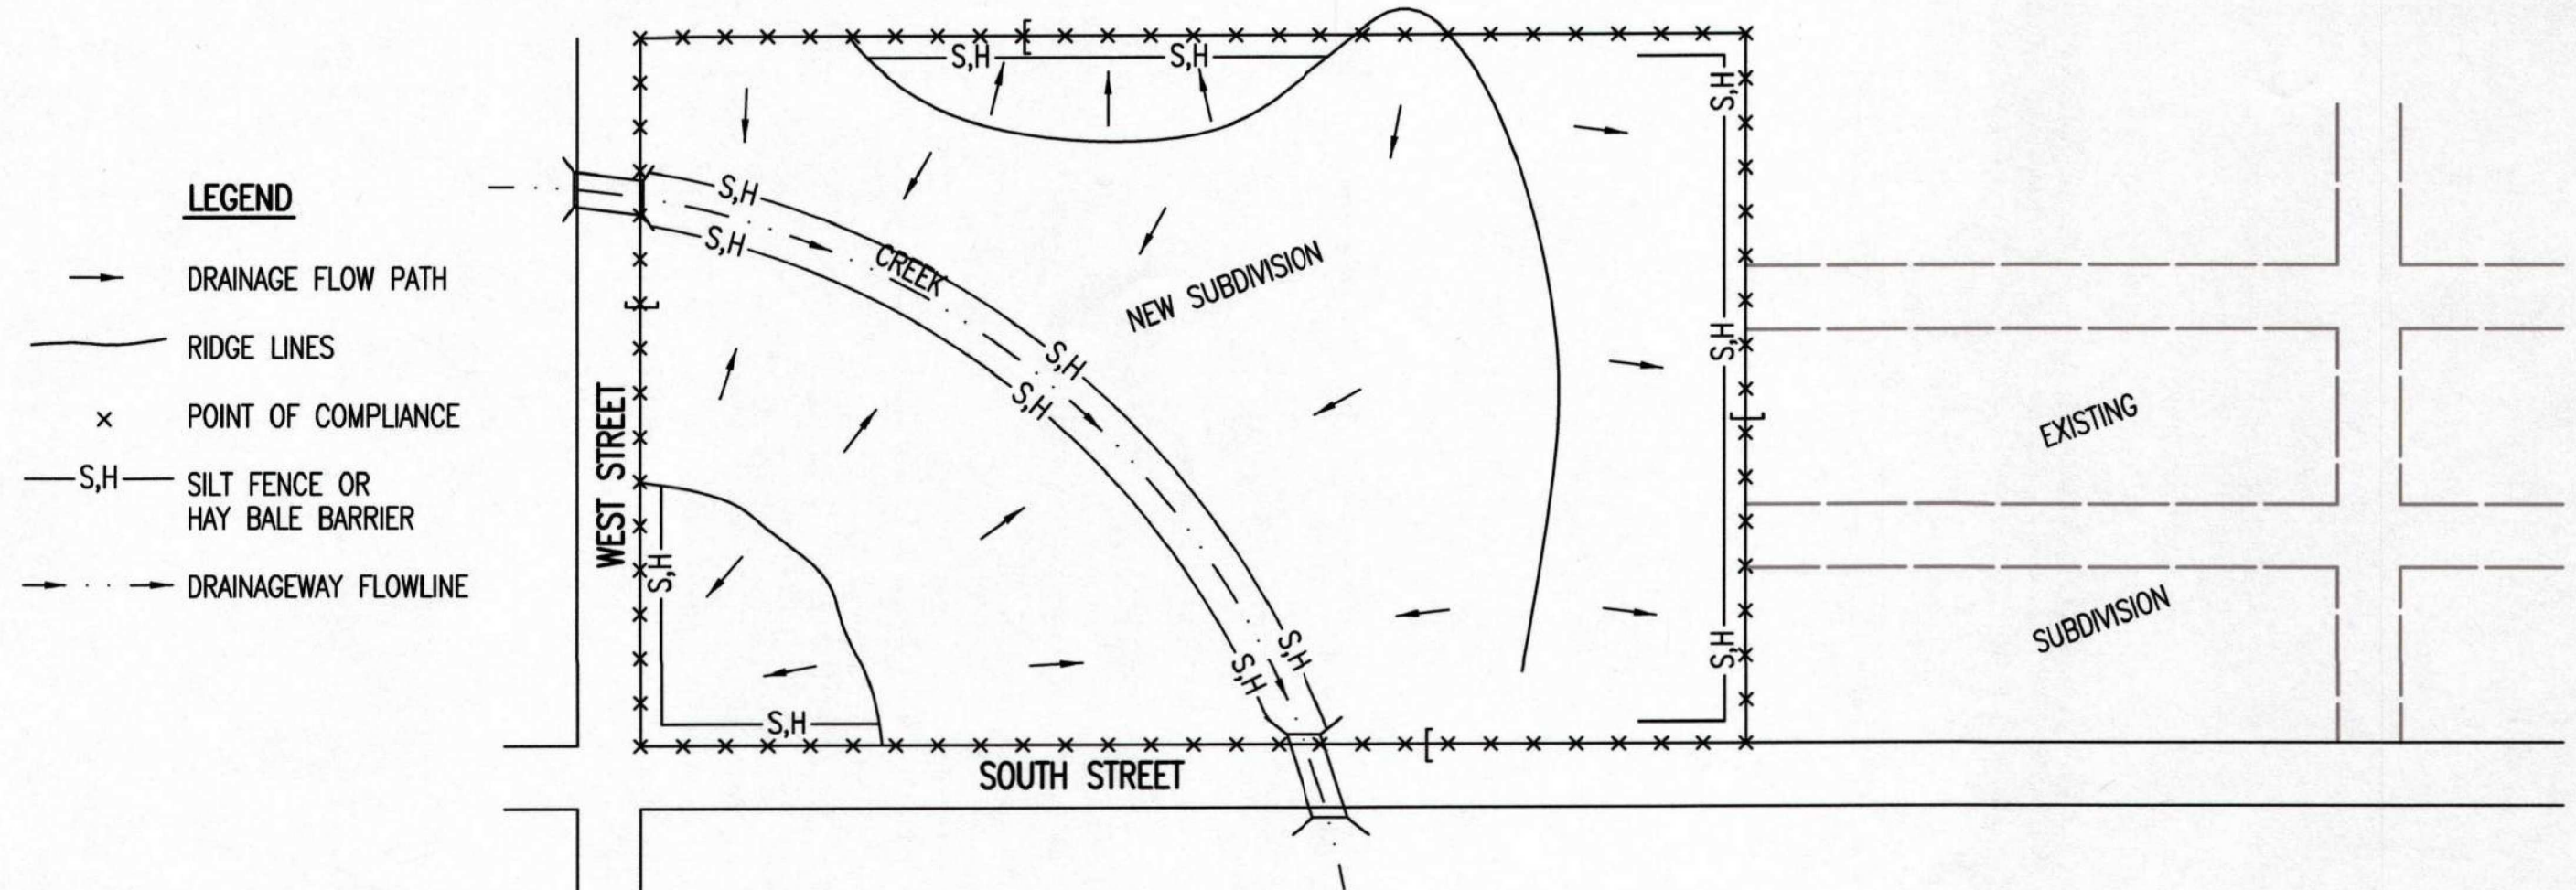 LEGEND
DRAINAGE FLOW PATH
RIDGE LINES
× POINT OF COMPLIANCE
S,H SILT FENCE OR
HAY BALE BARRIER
DRAINAGEWAY FLOWLINE
S,H
S,H
S,H
S,H
S,H
CREEK
NEW SUBDIVISION
S,H
S,H
S,H
WEST STREET
EXISTING
S,H
SUBDIVISION
S,H
S,H
S,H
S,H
SOUTH STREET